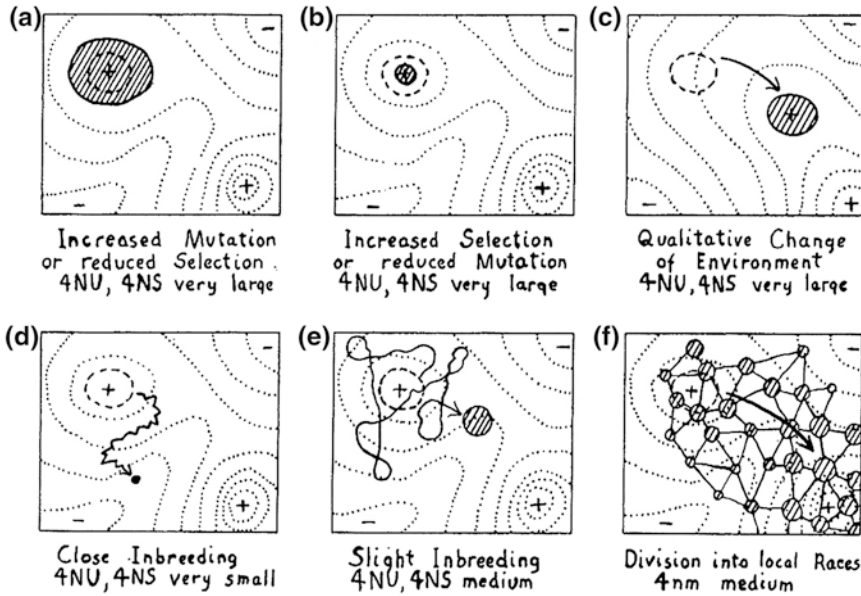 (a)
Increased Mutation
or reduced Selection
4NU, 4NS very large
(b)
Increased Selection
or reduced Mutation
4NU, 4NS very large
(c)
Qualitative Change
of Environment
4NU, 4NS very large
(d)
Close Inbreeding
4NU, 4NS very small
(e)
Slight Inbreeding
4NU, 4NS medium
(f)
Division into local Races
4nm medium